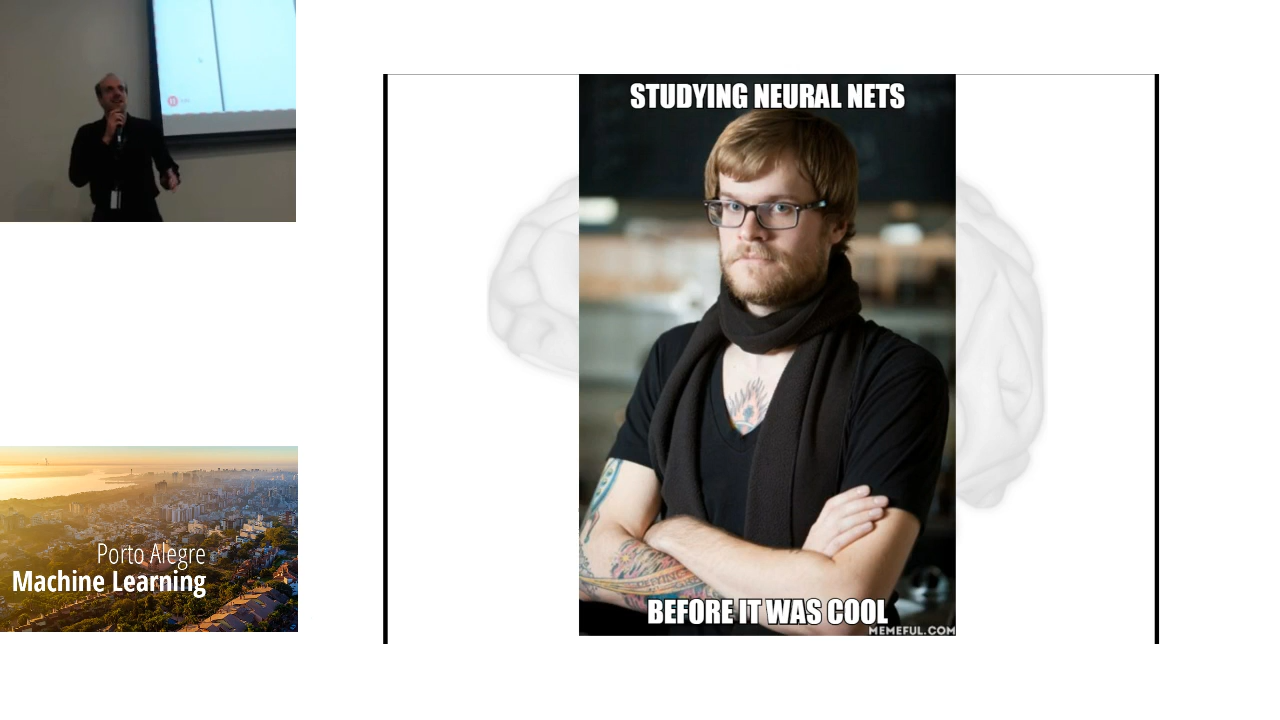 STUDYING NEURAL NETS
BEFORE IT WAS COOL
MEMEFUL.COM
Porto Alegre
Machine Learning